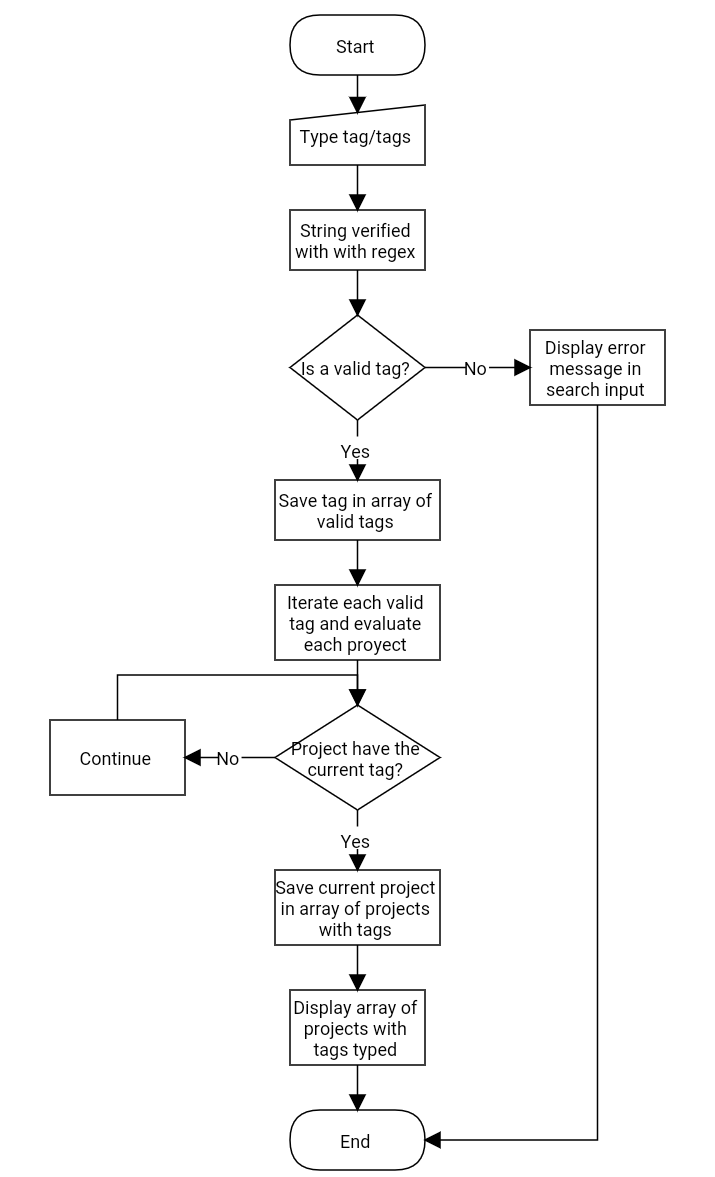 Start
Type tag/tags
String verified
with with regex
Is a valid tag?
No
Display error
message in
search input
Yes
Save tag in array of
valid tags
Iterate each valid
tag and evaluate
each proyect
Continue
No
Project have the
current tag?
Yes
Save current project
in array of projects
with tags
Display array of
projects with
tags typed
End